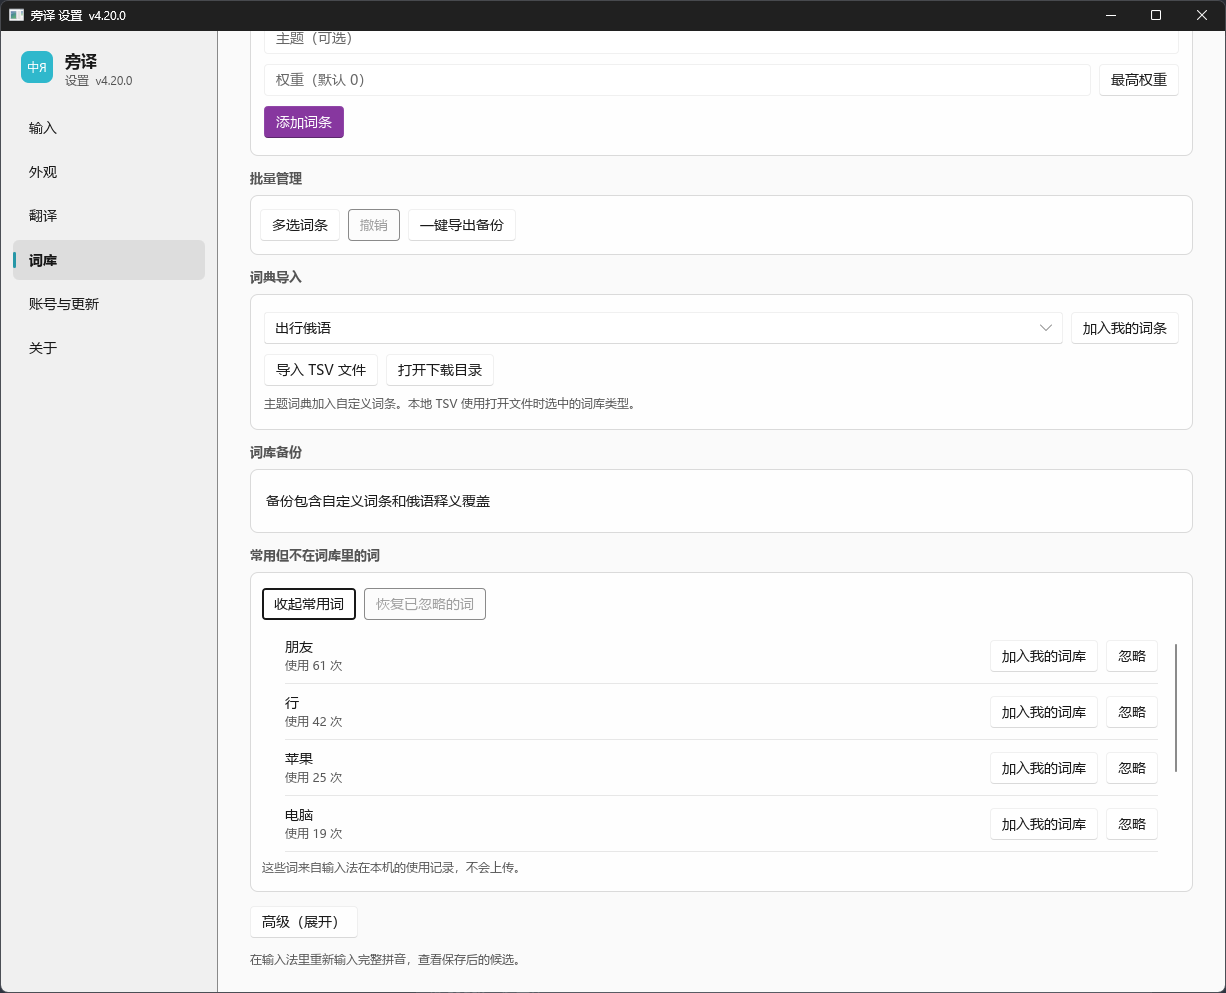 旁译 设置 v4.20.0
中Я
旁译
设置 v4.20.0
输入
外观
翻译
词库
账号与更新
关于
主题（可选）
权重（默认 0）
最高权重
添加词条
批量管理
多选词条
撤销
一键导出备份
词典导入
出行俄语
加入我的词条
导入 TSV 文件
打开下载目录
主题词典加入自定义词条。本地 TSV 使用打开文件时选中的词库类型。
词库备份
备份包含自定义词条和俄语释义覆盖
常用但不在词库里的词
收起常用词
恢复已忽略的词
朋友
使用 61 次
加入我的词库
忽略
行
使用 42 次
加入我的词库
忽略
苹果
使用 25 次
加入我的词库
忽略
电脑
使用 19 次
加入我的词库
忽略
这些词来自输入法在本机的使用记录，不会上传。
高级（展开）
在输入法里重新输入完整拼音，查看保存后的候选。